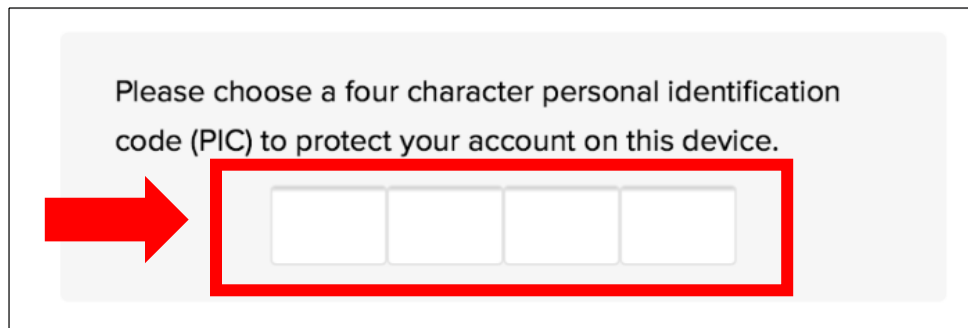 Please choose a four character personal identification
code (PIC) to protect your account on this device.